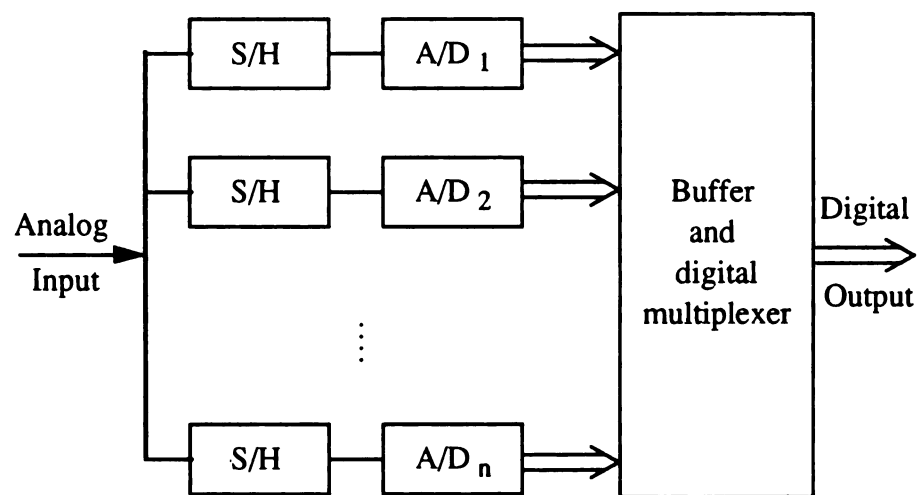 S/H
A/D 1
S/H
A/D 2
Analog
Input
Buffer
and
digital
multiplexer
Digital
Output
S/H
A/D n